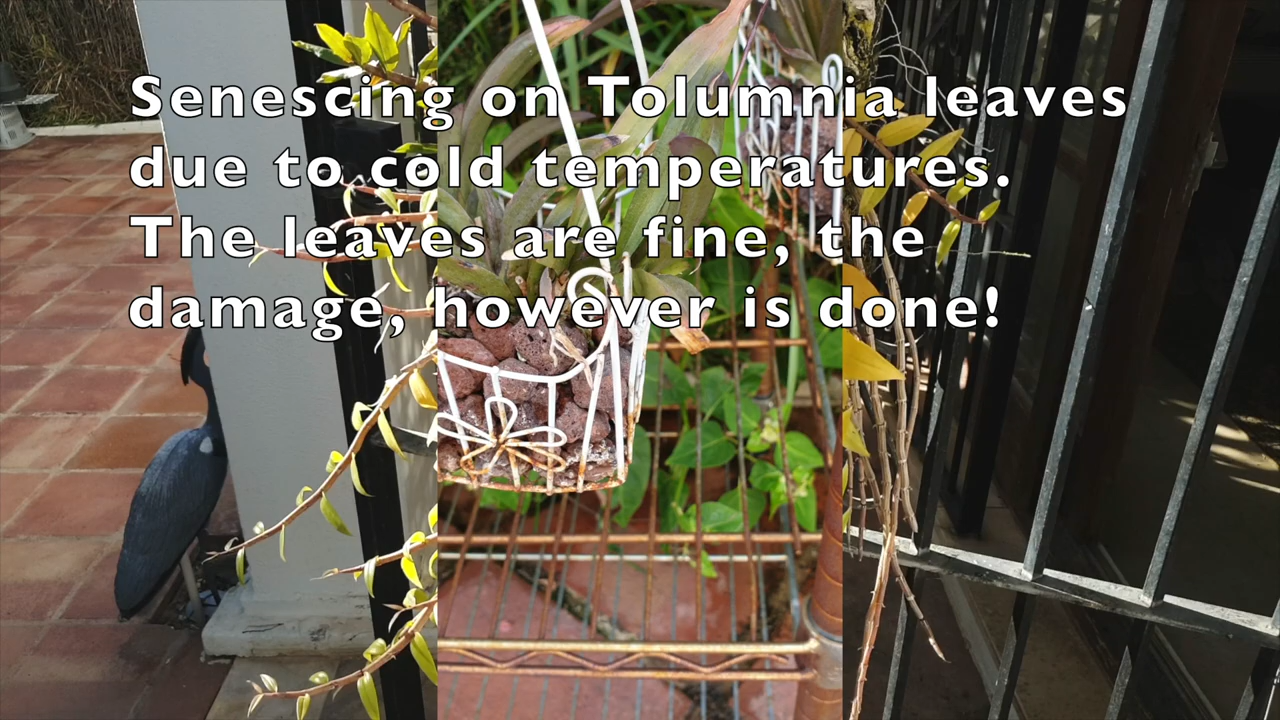 Senescing on Tolumnia leaves
due to cold temperatures.
The leaves are fine, the
damage, however is done!